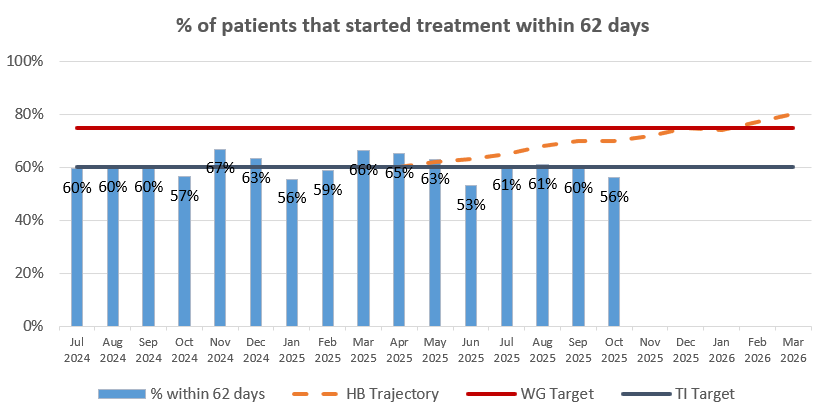 % of patients that started treatment within 62 days
100%
80%
60%
40%
20%
0%
60% 60% 60% 57% 67% 63% 56% 59% 66% 65% 63% 53% 61% 61% 60% 56%
Jul Aug Sep Oct Nov Dec Jan Feb Mar Apr May Jun Jul Aug Sep Oct Nov Dec Jan Feb Mar
2024 2024 2024 2024 2024 2024 2025 2025 2025 2025 2025 2025 2025 2025 2025 2025 2025 2025 2026 2026 2026
% within 62 days HB Trajectory WG Target TI Target